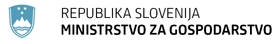 REPUBLIKA SLOVENIJA
MINISTRSTVO ZA GOSPODARSTVO